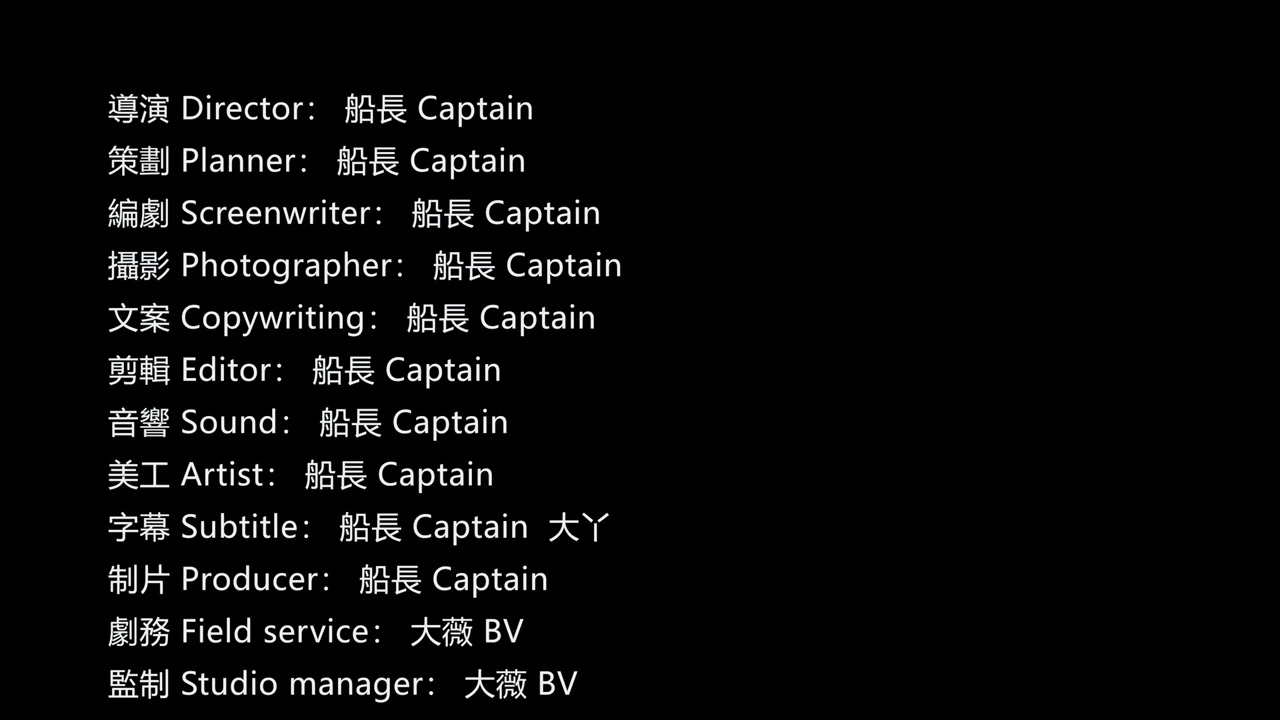 導演 Director： 船長 Captain
策劃 Planner： 船長 Captain
編劇 Screenwriter： 船長 Captain
攝影 Photographer： 船長 Captain
文案 Copywriting： 船長 Captain
剪輯 Editor： 船長 Captain
音響 Sound： 船長 Captain
美工 Artist： 船長 Captain
字幕 Subtitle： 船長 Captain 大丫
制片 Producer： 船長 Captain
劇務 Field service： 大薇 BV
監制 Studio manager： 大薇 BV